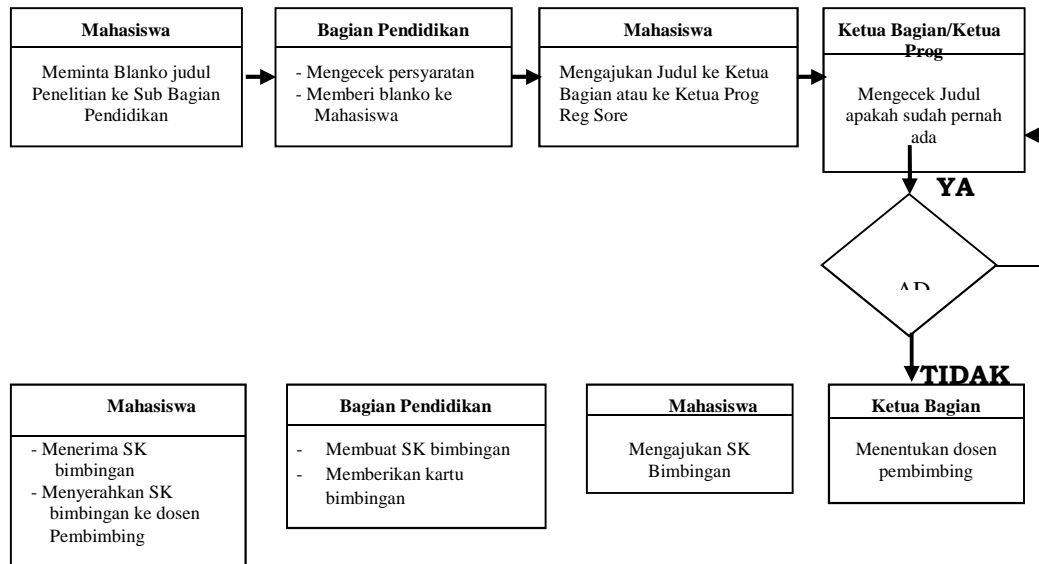 Mahasiswa
Meminta Blanko judul
Penelitian ke Sub Bagian
Pendidikan
Bagian Pendidikan
- Mengecek persyaratan
- Memberi blanko ke
Mahasiswa
Mahasiswa
Mengajukan Judul ke Ketua
Bagian atau ke Ketua Prog
Reg Sore
Ketua Bagian/Ketua
Prog
Mengecek Judul
apakah sudah pernah
ada
YA
TIDAK
Mahasiswa
- Menerima SK
bimbingan
- Menyerahkan SK
bimbingan ke dosen
Pembimbing
Bagian Pendidikan
- Membuat SK bimbingan
- Memberikan kartu
bimbingan
Mahasiswa
Mengajukan SK
Bimbingan
Ketua Bagian
Menentukan dosen
pembimbing